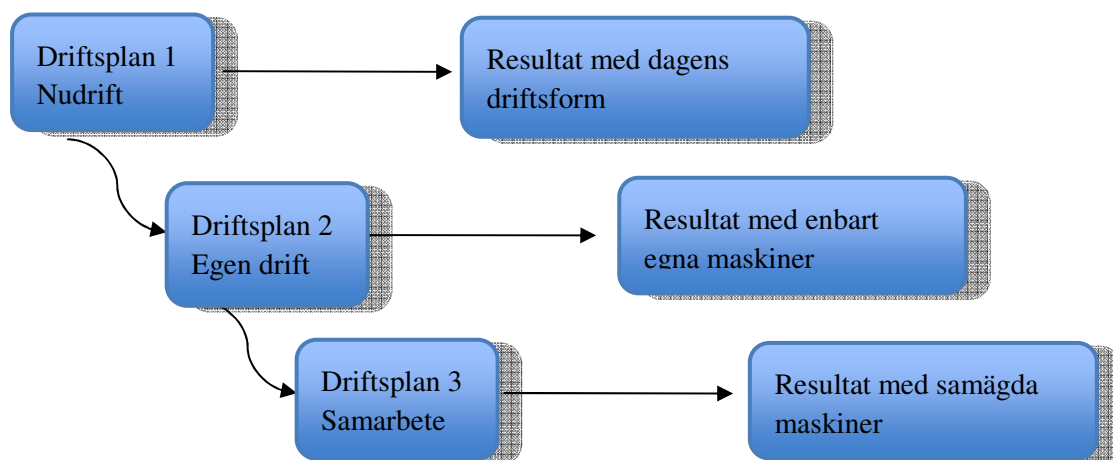 Driftsplan 1
Nudrift
Resultat med dagens
driftsform
Driftsplan 2
Egen drift
Resultat med enbart
egna maskiner
Driftsplan 3
Samarbete
Resultat med samägda
maskiner